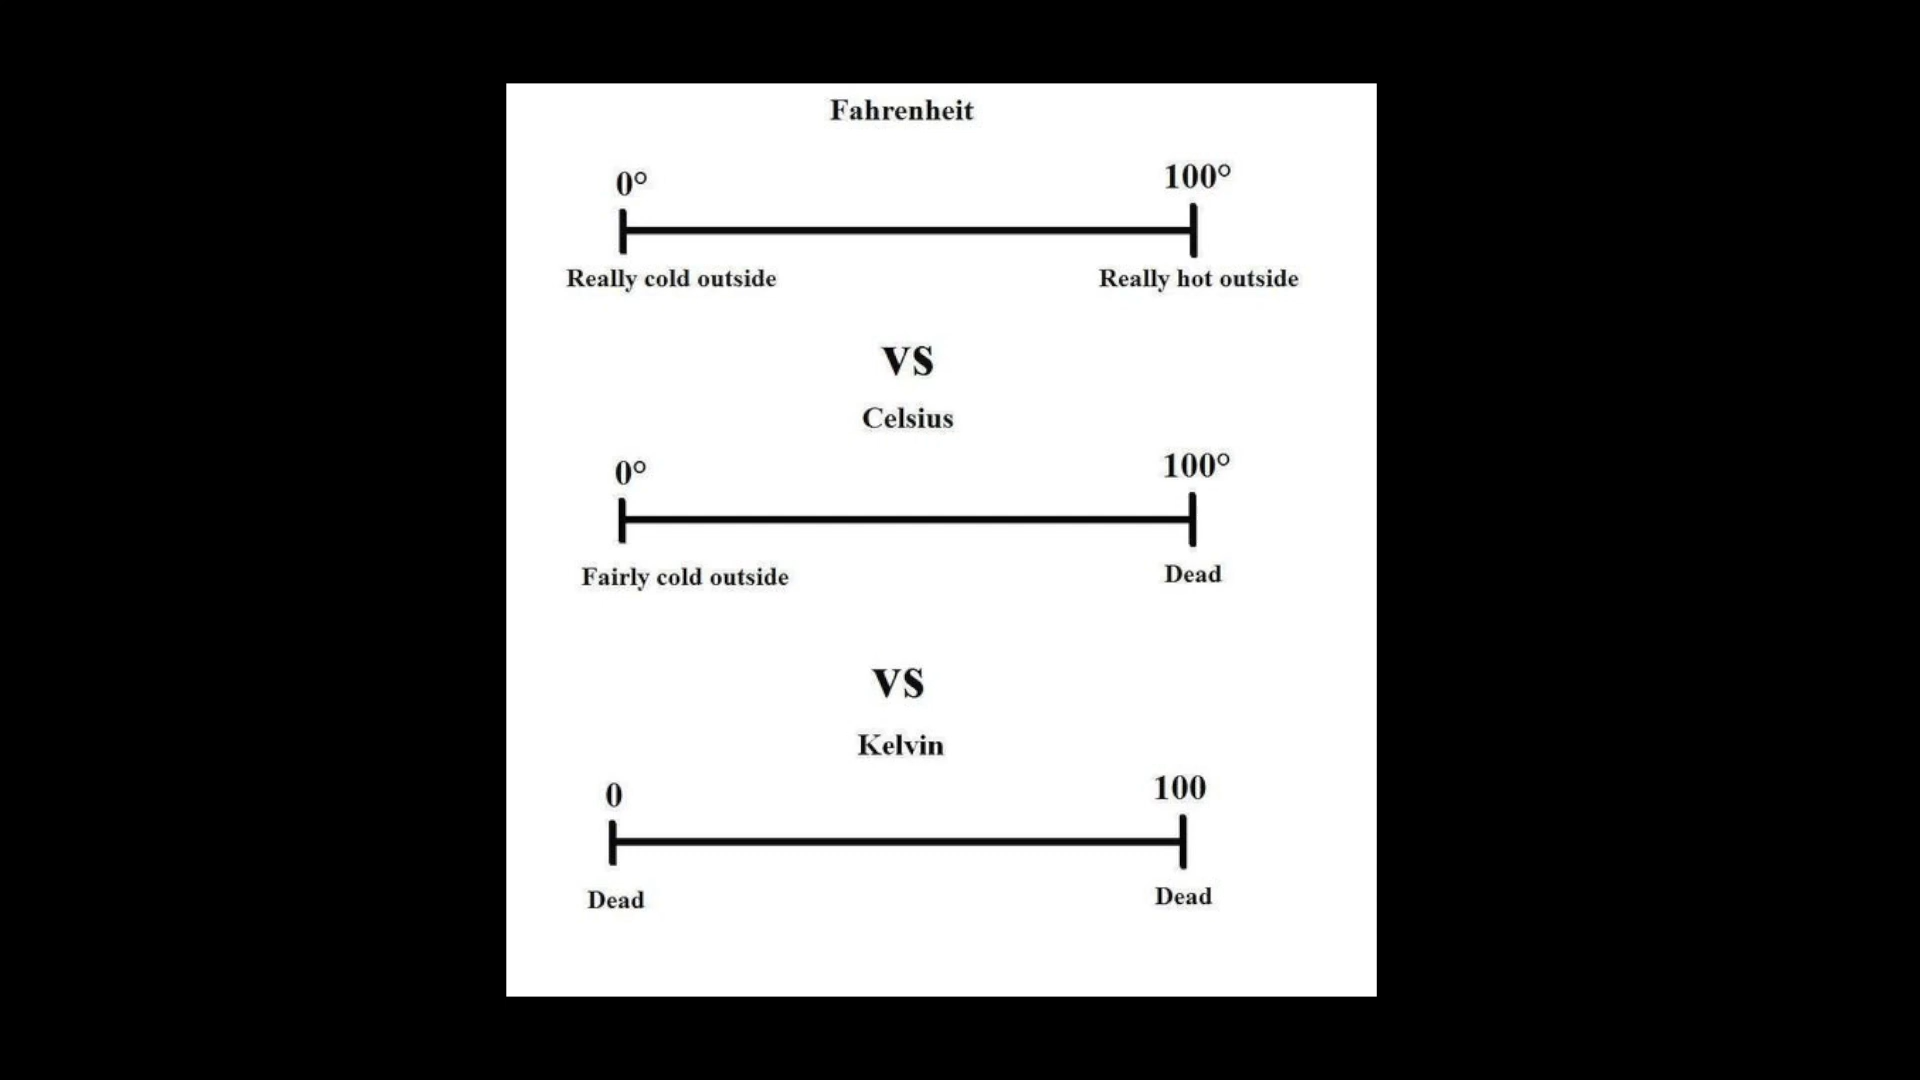 Fahrenheit
0° 100°
Really cold outside Really hot outside
vs
Celsius
0° 100°
Fairly cold outside Dead
vs
Kelvin
0 100
Dead Dead